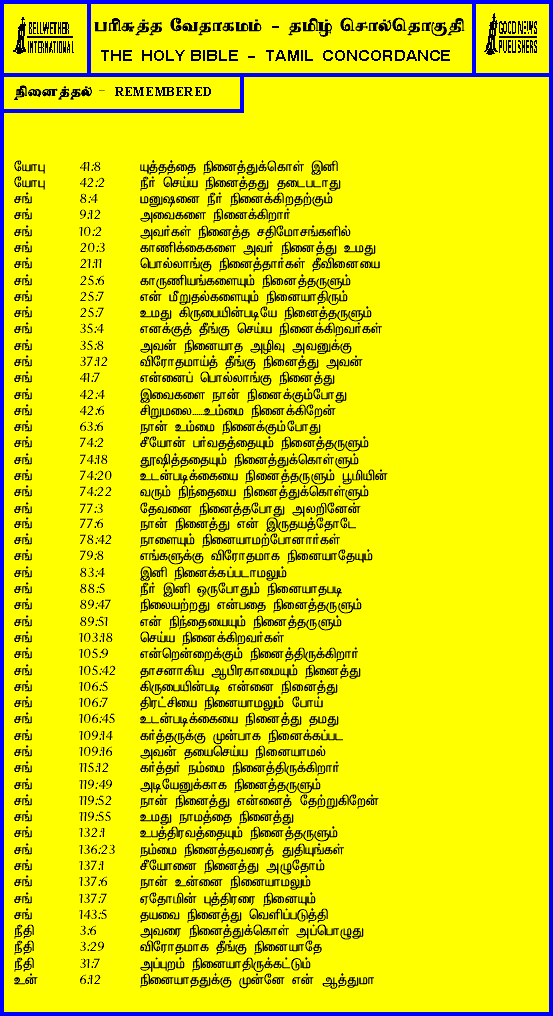 BELLWETHER
INTERNATIONAL
பரிசுத்த வேதாகமம் - தமிழ் சொல்தொகுதி
THE HOLY BIBLE - TAMIL CONCORDANCE
GOOD NEWS
PUBLISHERS
நினைத்தல் - REMEMBERED
யோபு 41:8 யுத்தத்தை நினைத்துக்கொள் இனி
யோபு 42:2 நீர் செய்ய நினைத்தது தடைபடாது
சங் 8:4 மனுஷனை நீர் நினைக்கிறதற்கும்
சங் 9:12 அவைகளை நினைக்கிறார்
சங் 10:2 அவர்கள் நினைத்த சதிமோசங்களில்
சங் 20:3 காணிக்கைகளை அவர் நினைத்து உமது
சங் 21:11 பொல்லாங்கு நினைத்தார்கள் தீவினையை
சங் 25:6 காருணியங்களையும் நினைத்தருளும்
சங் 25:7 என் மீறுதல்களையும் நினையாதிரும்
சங் 25:7 உமது கிருபையின்படியே நினைத்தருளும்
சங் 35:4 எனக்குத் தீங்கு செய்ய நினைக்கிறவர்கள்
சங் 35:8 அவன் நினையாத அழிவு அவனுக்கு
சங் 37:12 விரோதமாய்த் தீங்கு நினைத்து அவன்
சங் 41:7 என்னைப் பொல்லாங்கு நினைத்து
சங் 42:4 இவைகளை நான் நினைக்கும்போது
சங் 42:6 சிறுமலை.....உம்மை நினைக்கிறேன்
சங் 63:6 நான் உம்மை நினைக்கும்போது
சங் 74:2 சீயோன் பர்வதத்தையும் நினைத்தருளும்
சங் 74:18 தூஷித்ததையும் நினைத்துக்கொள்ளும்
சங் 74:20 உடன்படிக்கையை நினைத்தருளும் பூமியின்
சங் 74:22 வரும் நிந்தையை நினைத்துக்கொள்ளும்
சங் 77:3 தேவனை நினைத்தபோது அலறினேன்
சங் 77:6 நான் நினைத்து என் இருதயத்தோடே
சங் 78:42 நாளையும் நினையாமற்போனார்கள்
சங் 79:8 எங்களுக்கு விரோதமாக நினையாதேயும்
சங் 83:4 இனி நினைக்கப்படாமலும்
சங் 88:5 நீர் இனி ஒருபோதும் நினையாதபடி
சங் 89:47 நிலையற்றது என்பதை நினைத்தருளும்
சங் 89:51 என் நிந்தையையும் நினைத்தருளும்
சங் 103:18 செய்ய நினைக்கிறவர்கள்
சங் 105:9 என்றென்றைக்கும் நினைத்திருக்கிறார்
சங் 105:42 தாசனாகிய ஆபிரகாமையும் நினைத்து
சங் 106:5 கிருபையின்படி என்னை நினைத்து
சங் 106:7 திரட்சியை நினையாமலும் போய்
சங் 106:45 உடன்படிக்கையை நினைத்து தமது
சங் 109:14 கர்த்தருக்கு முன்பாக நினைக்கப்பட
சங் 109:16 அவன் தயைசெய்ய நினையாமல்
சங் 115:12 கர்த்தர் நம்மை நினைத்திருக்கிறார்
சங் 119:49 அடியேனுக்காக நினைத்தருளும்
சங் 119:52 நான் நினைத்து என்னைத் தேற்றுகிறேன்
சங் 119:55 உமது நாமத்தை நினைத்து
சங் 132:1 உபத்திரவத்தையும் நினைத்தருளும்
சங் 136:23 நம்மை நினைத்தவரைத் துதியுங்கள்
சங் 137:1 சீயோனை நினைத்து அழுதோம்
சங் 137:6 நான் உன்னை நினையாமலும்
சங் 137:7 ஏதோமின் புத்திரரை நினையும்
சங் 143:5 தயவை நினைத்து வெளிப்படுத்தி
நீதி 3:6 அவரை நினைத்துக்கொள் அப்பொழுது
நீதி 3:29 விரோதமாக தீங்கு நினையாதே
நீதி 31:7 அப்புறம் நினையாதிருக்கட்டும்
உன் 6:12 நினையாததுக்கு முன்னே என் ஆத்துமா